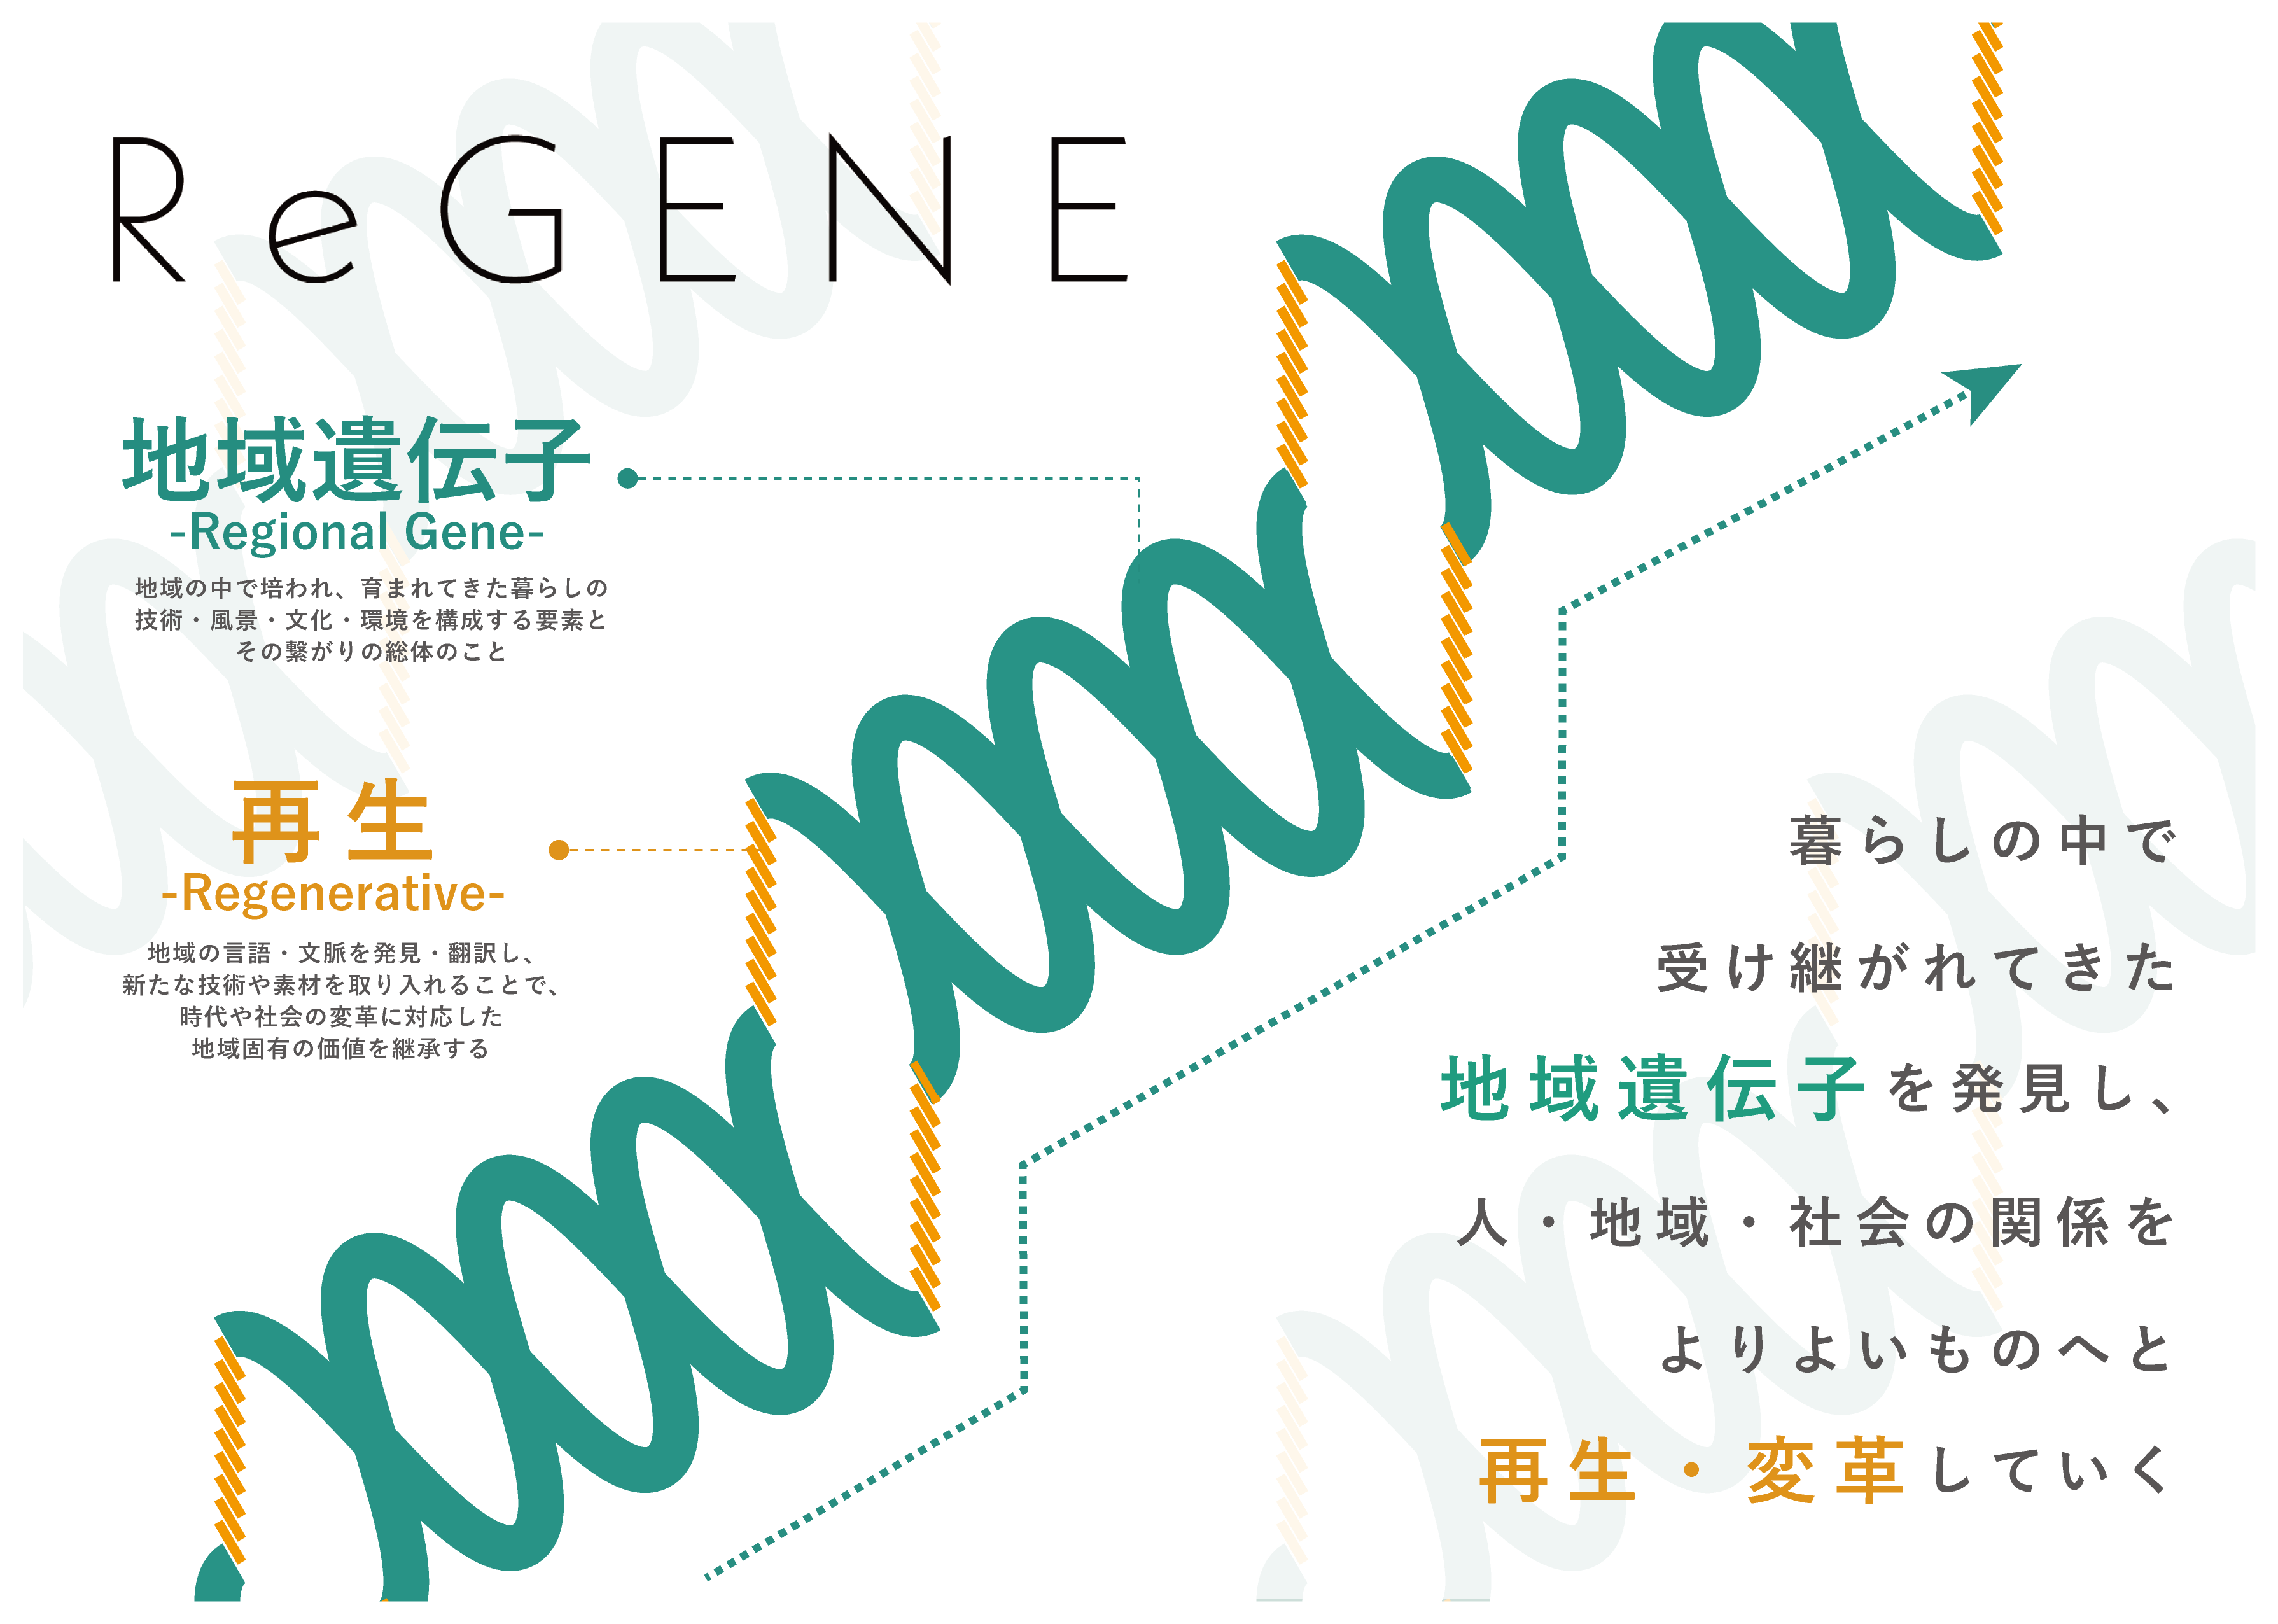 ReGENE
地域遺伝子
-Regional Gene-
地域の中で培われ、育まれてきた暮らしの
技術・風景・文化・環境を構成する要素と
その繋がりの総体のこと
再生
-Regenerative-
地域の言語・文脈を発見・翻訳し、
新たな技術や素材を取り入れることで、
時代や社会の変革に対応した
地域固有の価値を継承する
暮らしの中で
受け継がれてきた
地域遺伝子を発見し、
人・地域・社会の関係を
よりよいものへと
再生・変革していく